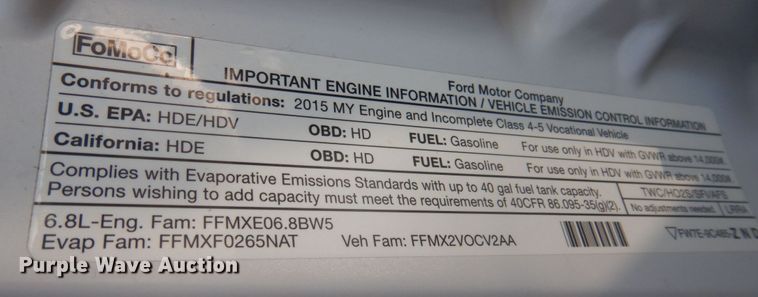 FoMoCo
Ford Motor Company
IMPORTANT ENGINE INFORMATION / VEHICLE EMISSION CONTROL INFORMATION
Conforms to regulations: 2015 MY Engine and Incomplete Class 4-5 Vocational Vehicle
U.S. EPA: HDE/HDV OBD: HD FUEL: Gasoline For use only in HDV with GVWR above 14,000#
California: HDE OBD: HD FUEL: Gasoline For use only in HDV with GVWR above 14,000#
Complies with Evaporative Emissions Standards with up to 40 gal fuel tank capacity. TWC/HO2S/SFI/AFS
Persons wishing to add capacity must meet the requirements of 40CFR 86.095-35(g)(2). No adjustments needed.
6.8L-Eng. Fam: FFMXE06.8BW5
Evap Fam: FFMXF0265NAT Veh Fam: FFMX2VOCV2AA
Purple Wave Auction